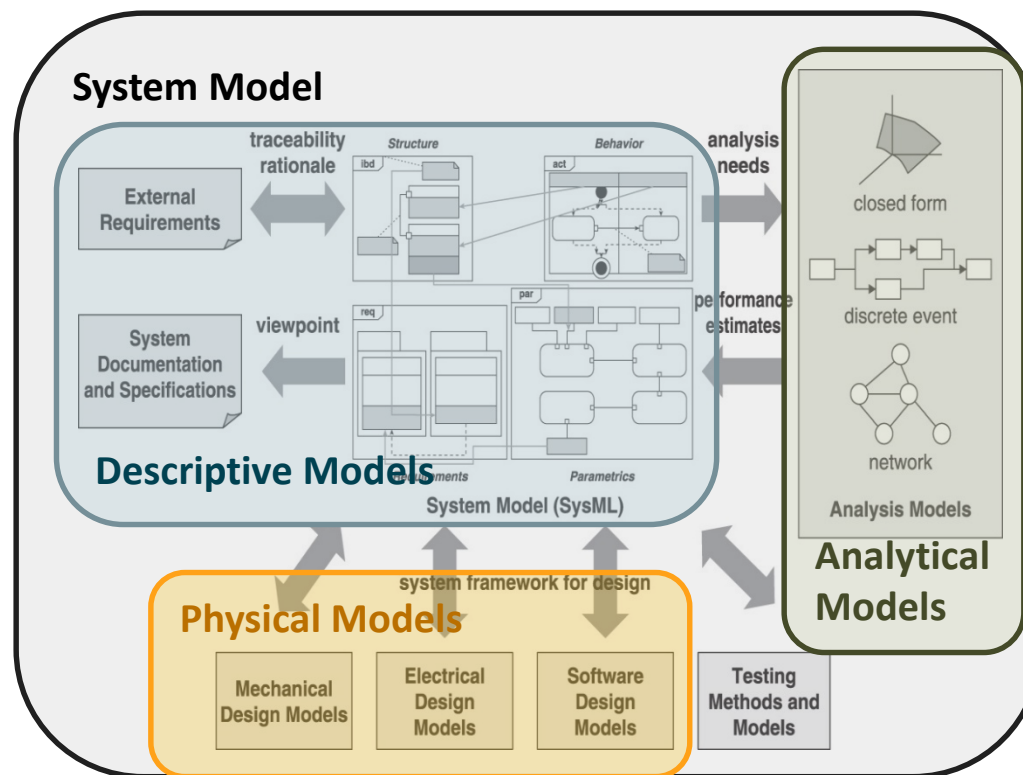 System Model
traceability
rationale
Structure
Behavior
analysis
needs
ibd
act
External
Requirements
closed form
discrete event
req
par
viewpoint
performance
estimates
System
Documentation
and Specifications
network
Descriptive Models
Requirements
Parametrics
System Model (SysML)
Analysis Models
Analytical
Models
system framework for design
Physical Models
Mechanical
Design Models
Electrical
Design
Models
Software
Design
Models
Testing
Methods and
Models